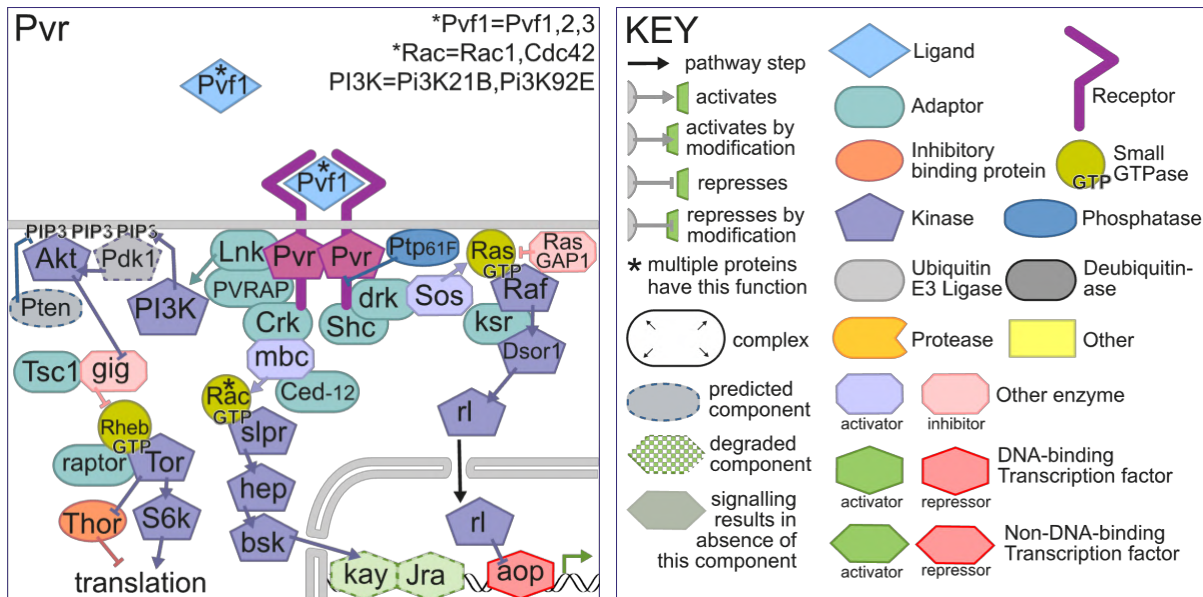 Pvr
*Pvf1=Pvf1,2,3
*Rac=Rac1,Cdc42
PI3K=Pi3K21B,Pi3K92E
*
Pvf1
*
Pvf1
PIP3 PIP3 PIP3
Akt
Pdk1
Pten
PI3K
Lnk
PVRAP
Pvr
Pvr
Ptp61F
Ras
GTP
Ras
GAP1
drk
Sos
Raf
Crk
Shc
ksr
mbc
Dsor1
Tsc1
gig
Ced-12
*
Rac
GTP
rl
Rheb
GTP
slpr
raptor
Tor
hep
Thor
S6k
rl
bsk
translation
kay
Jra
aop
KEY
pathway step
activates
activates by
modification
represses
represses by
modification
* multiple proteins
have this function
complex
predicted
component
degraded
component
signalling
results in
absence of
this component
Ligand
Receptor
Adaptor
Inhibitory
binding protein
GTP
Small
GTPase
Kinase
Phosphatase
Ubiquitin
E3 Ligase
Deubiquitin-
ase
Protease
Other
activator
inhibitor
Other enzyme
activator
repressor
DNA-binding
Transcription factor
activator
repressor
Non-DNA-binding
Transcription factor